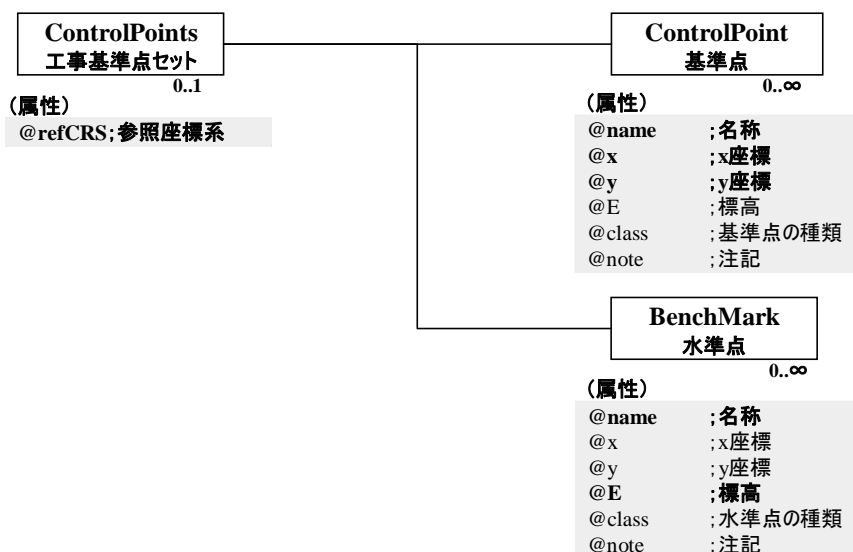 ControlPoints
工事基準点セット
0..1
(属性)
@refCRS;参照座標系
ControlPoint
基準点
0..∞
(属性)
@name ;名称
@x ;x座標
@y ;y座標
@E ;標高
@class ;基準点の種類
@note ;注記
BenchMark
水準点
0..∞
(属性)
@name ;名称
@x ;x座標
@y ;y座標
@E ;標高
@class ;水準点の種類
@note ;注記